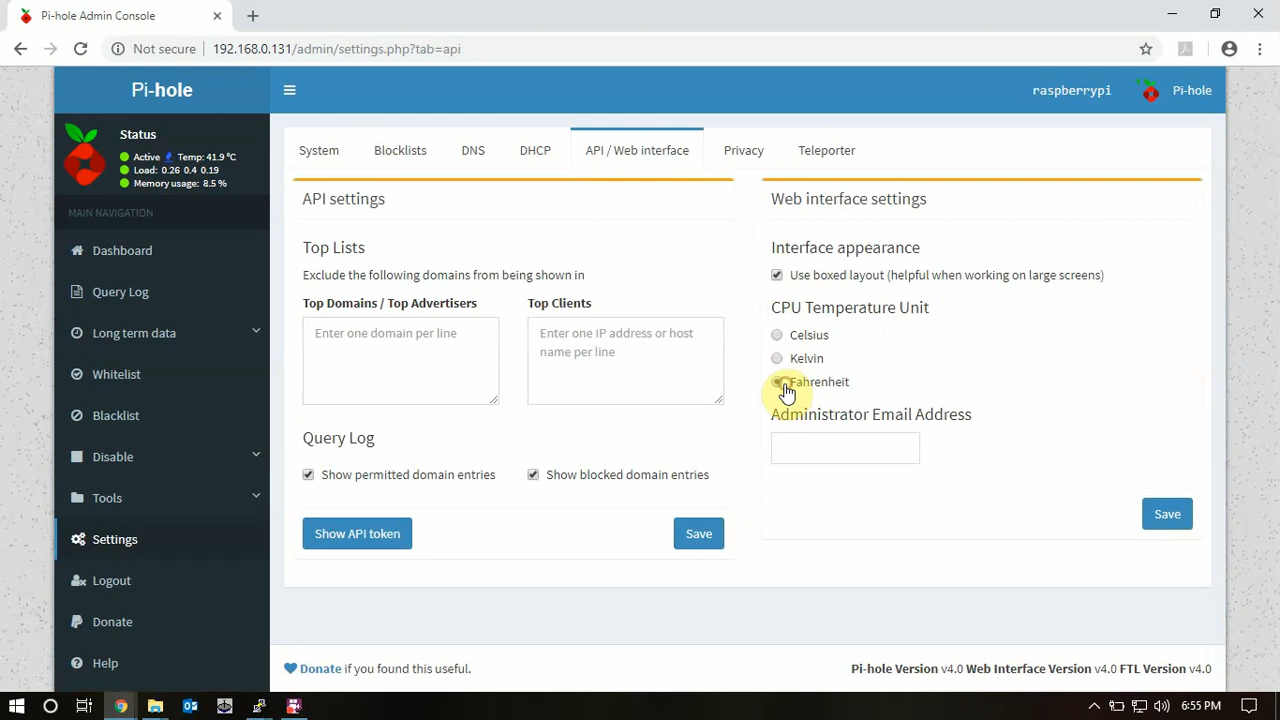 Pi-hole Admin Console
Not secure
192.168.0.131/admin/settings.php?tab=api
Pi-hole
raspberrypi
Pi-hole
Status
Active Temp: 41.9 °C
Load: 0.26 0.4 0.19
Memory usage: 8.5 %
MAIN NAVIGATION
Dashboard
Query Log
Long term data
Whitelist
Blacklist
Disable
Tools
Settings
Logout
Donate
Help
System
Blocklists
DNS
DHCP
API / Web interface
Privacy
Teleporter
API settings
Top Lists
Exclude the following domains from being shown in
Top Domains / Top Advertisers
Top Clients
Enter one domain per line
Enter one IP address or host
name per line
Query Log
Show permitted domain entries
Show blocked domain entries
Show API token
Save
Web interface settings
Interface appearance
Use boxed layout (helpful when working on large screens)
CPU Temperature Unit
Celsius
Kelvin
Fahrenheit
Administrator Email Address
Save
Donate if you found this useful.
Pi-hole Version v4.0 Web Interface Version v4.0 FTL Version v4.0
6:55 PM